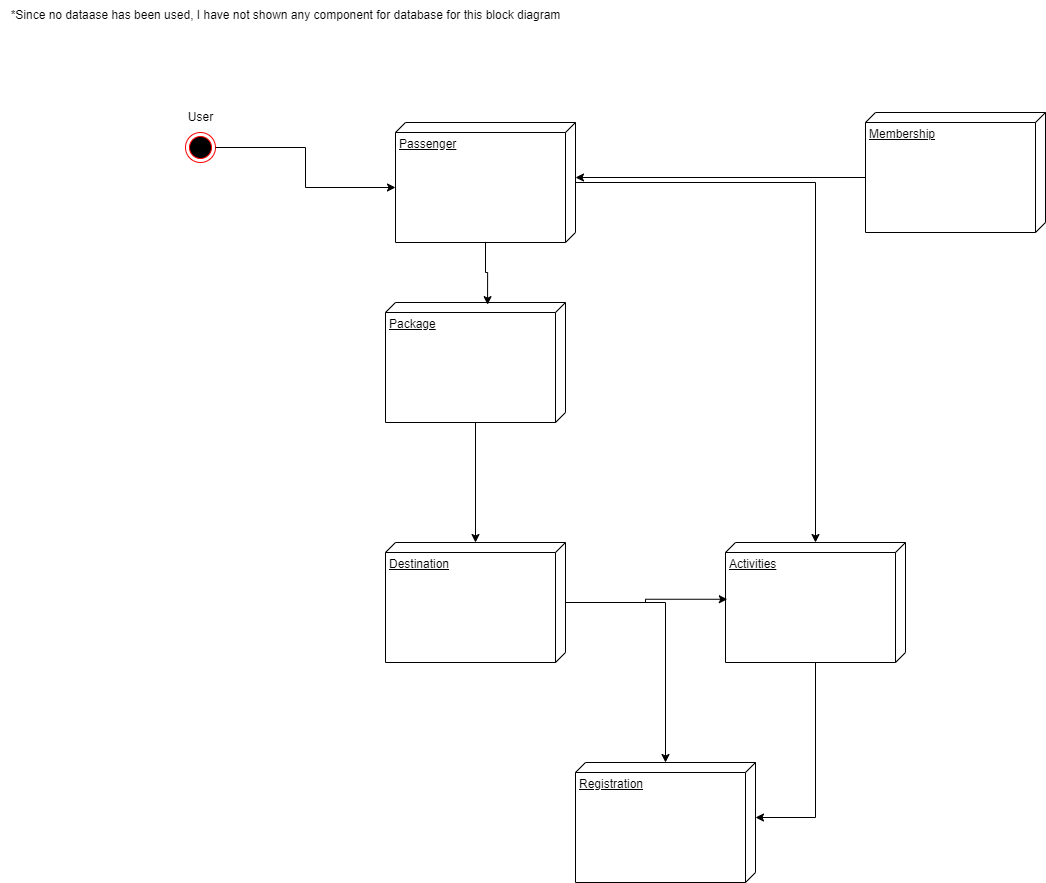 *Since no dataase has been used, I have not shown any component for database for this block diagram
User
Passenger
Membership
Package
Destination
Activities
Registration